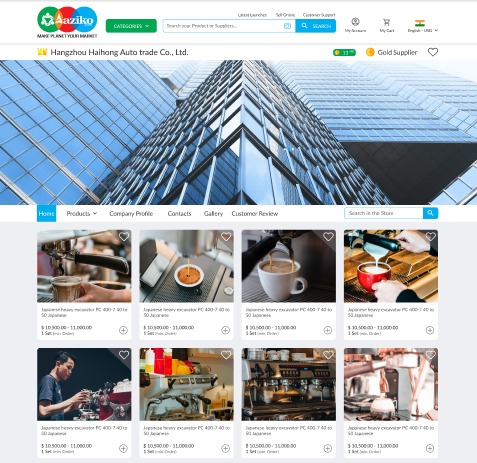 Latest Launches Sell Online Customer Support
Aaziko
MAKE PLANET YOUR MARKET
CATEGORIES
Search your Product or Suppliers...
SEARCH
My Account
My Cart
English - USD
Hangzhou Haihong Auto trade Co., Ltd.
Gold Supplier
Home Products Company Profile Contacts Gallery Customer Review
Search in the Store
Japanese heavy excavator PC 400-7 40 to
50 Japanese
$ 10,500.00 - 11,000.00
1 Set (min. Order)
Japanese heavy excavator PC 400-7 40 to
50 Japanese
$ 10,500.00 - 11,000.00
1 Set (min. Order)
Japanese heavy excavator PC 400-7 40 to
50 Japanese
$ 10,500.00 - 11,000.00
1 Set (min. Order)
Japanese heavy excavator PC 400-7 40 to
50 Japanese
$ 10,500.00 - 11,000.00
1 Set (min. Order)
Japanese heavy excavator PC 400-7 40 to
50 Japanese
$ 10,500.00 - 11,000.00
1 Set (min. Order)
Japanese heavy excavator PC 400-7 40 to
50 Japanese
$ 10,500.00 - 11,000.00
1 Set (min. Order)
Japanese heavy excavator PC 400-7 40 to
50 Japanese
$ 10,500.00 - 11,000.00
1 Set (min. Order)
Japanese heavy excavator PC 400-7 40 to
50 Japanese
$ 10,500.00 - 11,000.00
1 Set (min. Order)